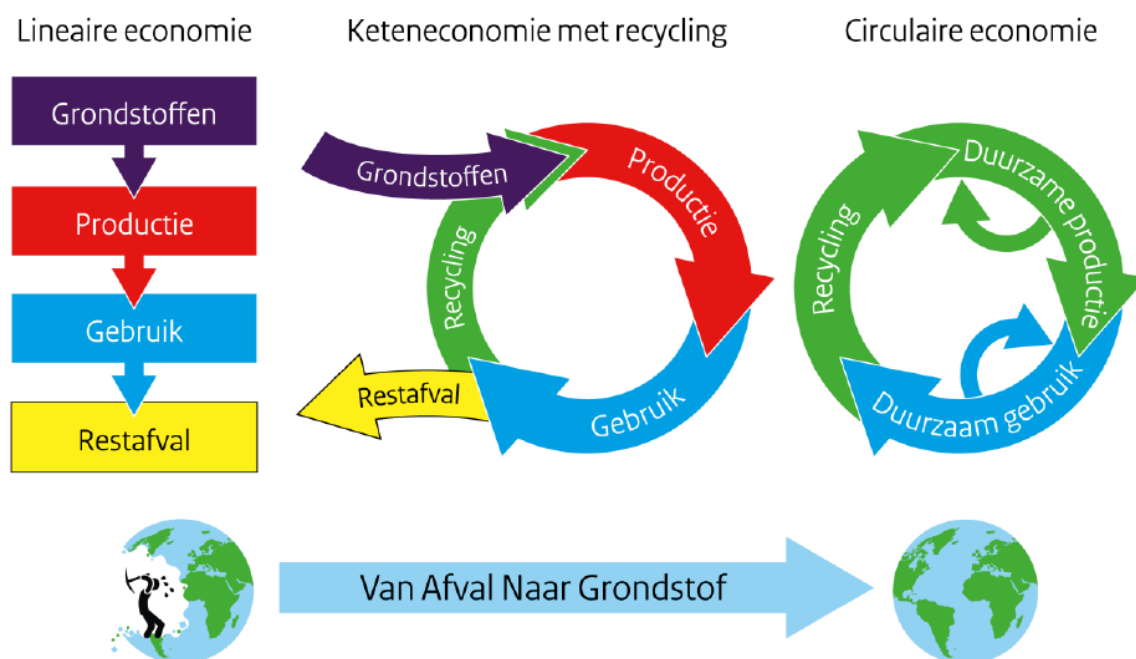 Lineaire economie
Grondstoffen
Productie
Gebruik
Restafval
Keteneconomie met recycling
Grondstoffen
Productie
Recycling
Restafval
Gebruik
Circulaire economie
Duurzame productie
Recycling
Duurzaam gebruik
Van Afval Naar Grondstof